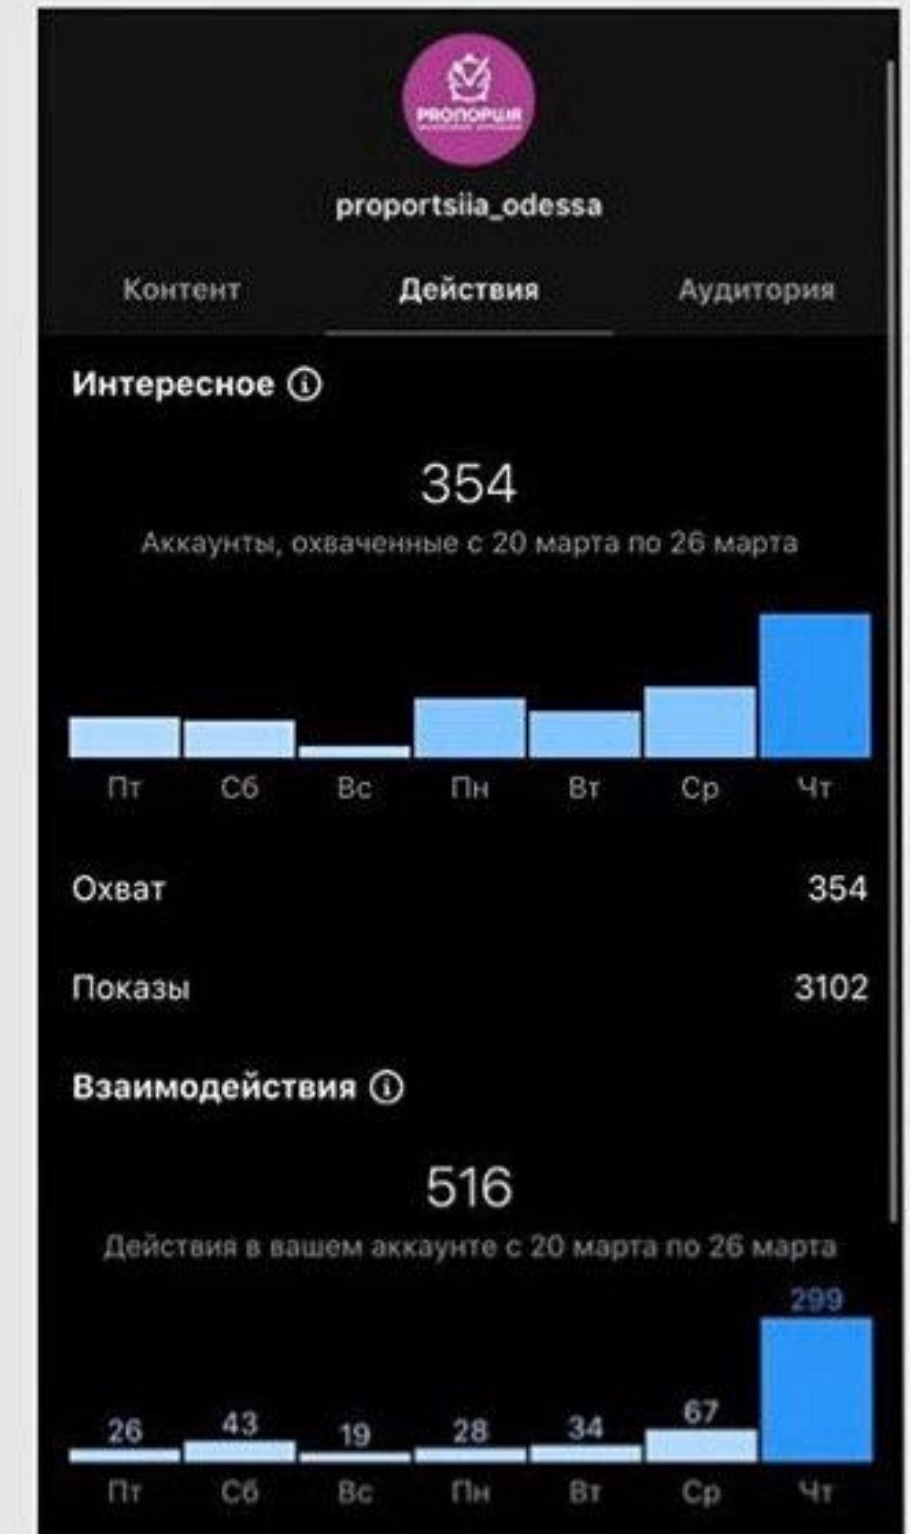 PROПОРЦІЯ
proportsiia_odessa
Контент Действия Аудитория
Интересное
354
Аккаунты, охваченные с 20 марта по 26 марта
Пт Сб Вс Пн Вт Ср Чт
Охват 354
Показы 3102
Взаимодействия
516
Действия в вашем аккаунте с 20 марта по 26 марта
26 43 19 28 34 67 299
Пт Сб Вс Пн Вт Ср Чт